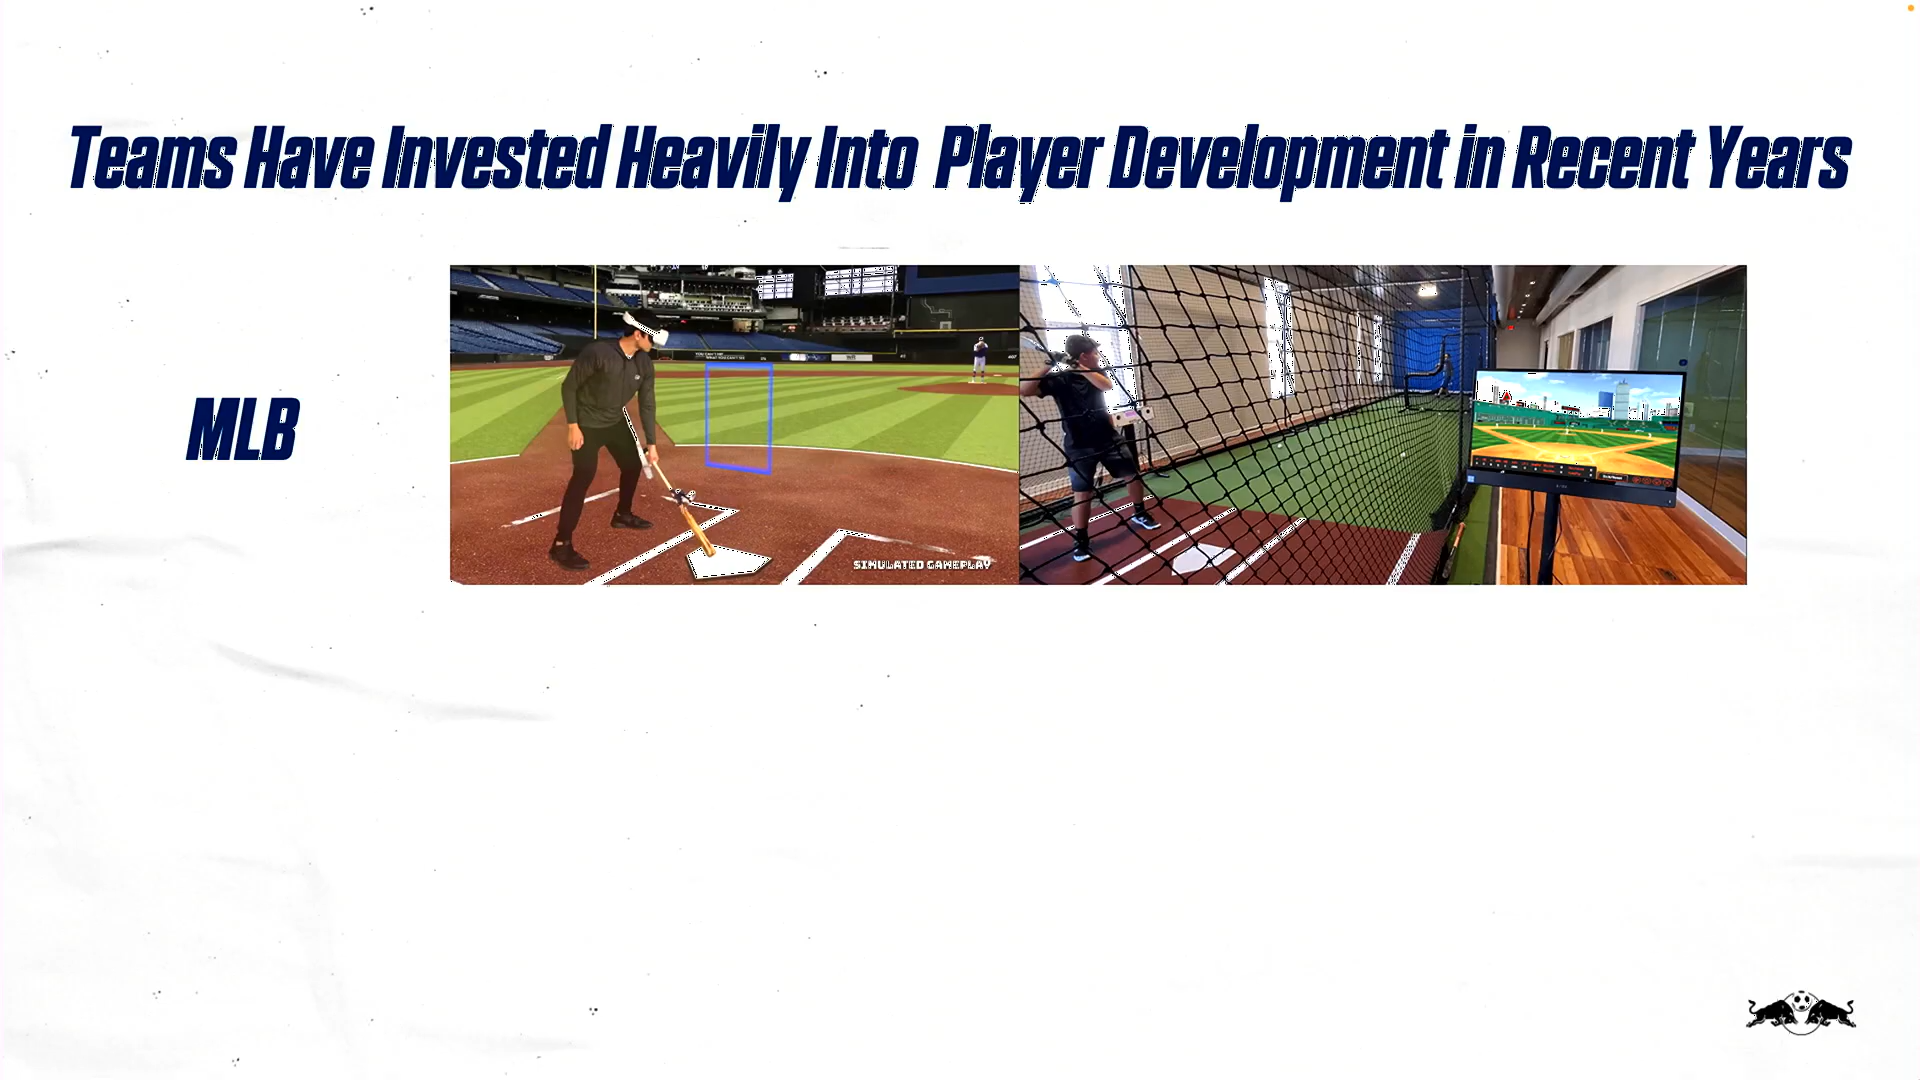 Teams Have Invested Heavily Into Player Development in Recent Years
MLB
SIMULATED GAMEPLAY